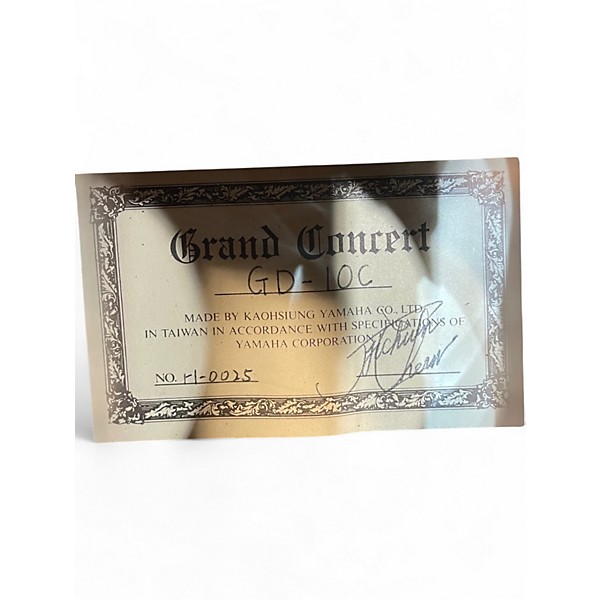 Grand Concert
GD-10C
MADE BY KAOHSIUNG YAMAHA CO., LTD.
IN TAIWAN IN ACCORDANCE WITH SPECIFICATIONS OF
YAMAHA CORPORATION
NO. r1-0025